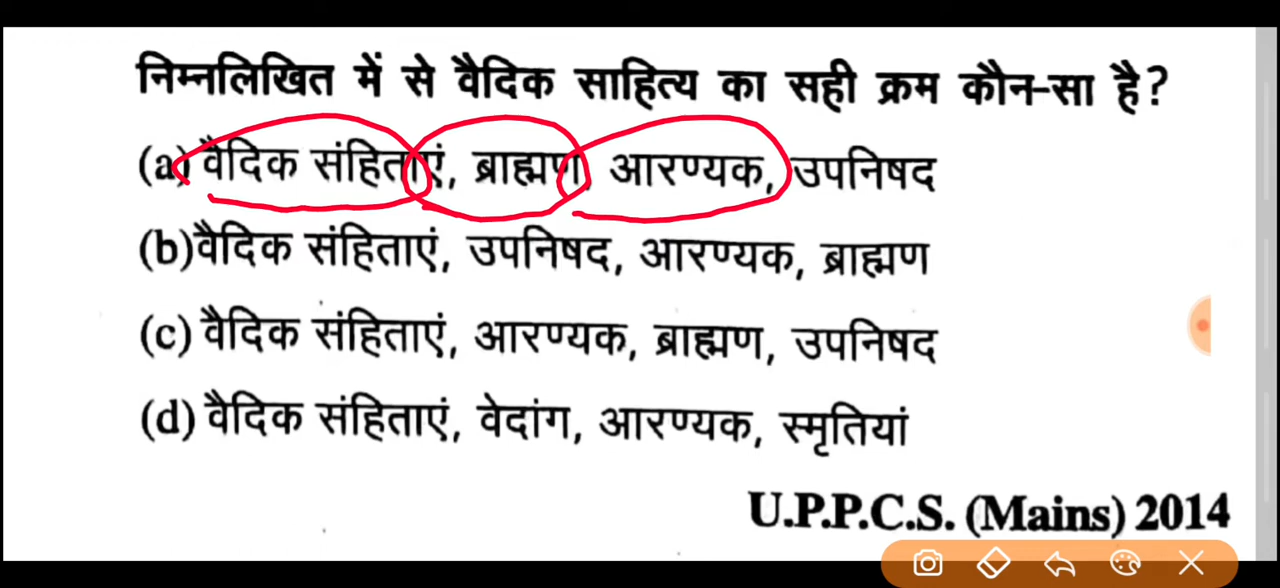 निम्नलिखित में से वैदिक साहित्य का सही क्रम कौन-सा है?
(a) वैदिक संहिताएं, ब्राह्मण, आरण्यक, उपनिषद
(b)वैदिक संहिताएं, उपनिषद, आरण्यक, ब्राह्मण
(c) वैदिक संहिताएं, आरण्यक, ब्राह्मण, उपनिषद
(d) वैदिक संहिताएं, वेदांग, आरण्यक, स्मृतियां
U.P.P.C.S. (Mains) 2014